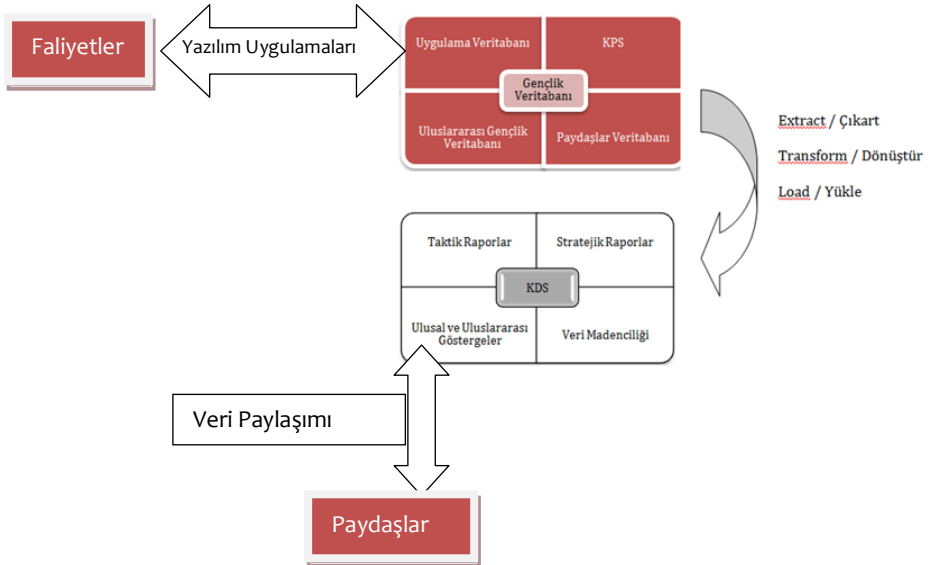 Faliyetler
Yazılım Uygulamaları
Uygulama Veritabanı
KPS
Gençlik
Veritabanı
Uluslararası Gençlik
Veritabanı
Paydaşlar Veritabanı
Extract / Çıkart
Transform / Dönüştür
Load / Yükle
Taktik Raporlar
Stratejik Raporlar
KDS
Ulusal ve Uluslararası
Göstergeler
Veri Madenciliği
Veri Paylaşımı
Paydaşlar